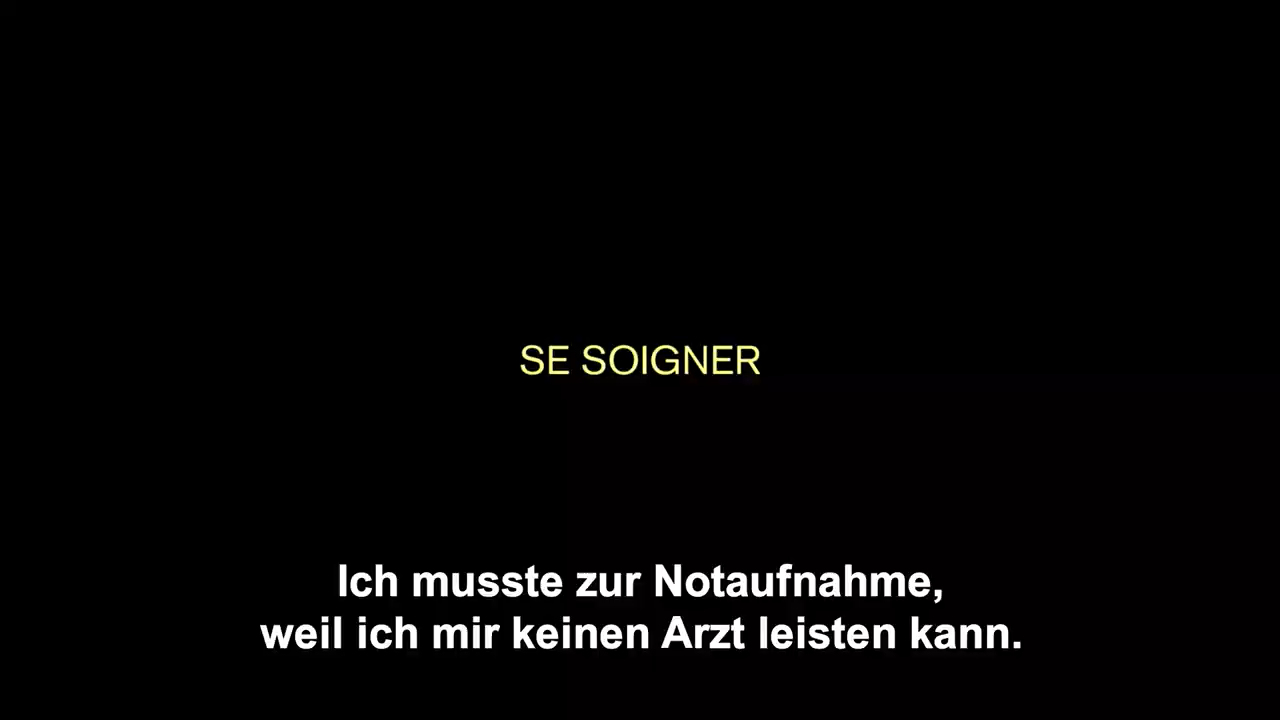 SE SOIGNER
Ich musste zur Notaufnahme,
weil ich mir keinen Arzt leisten kann.